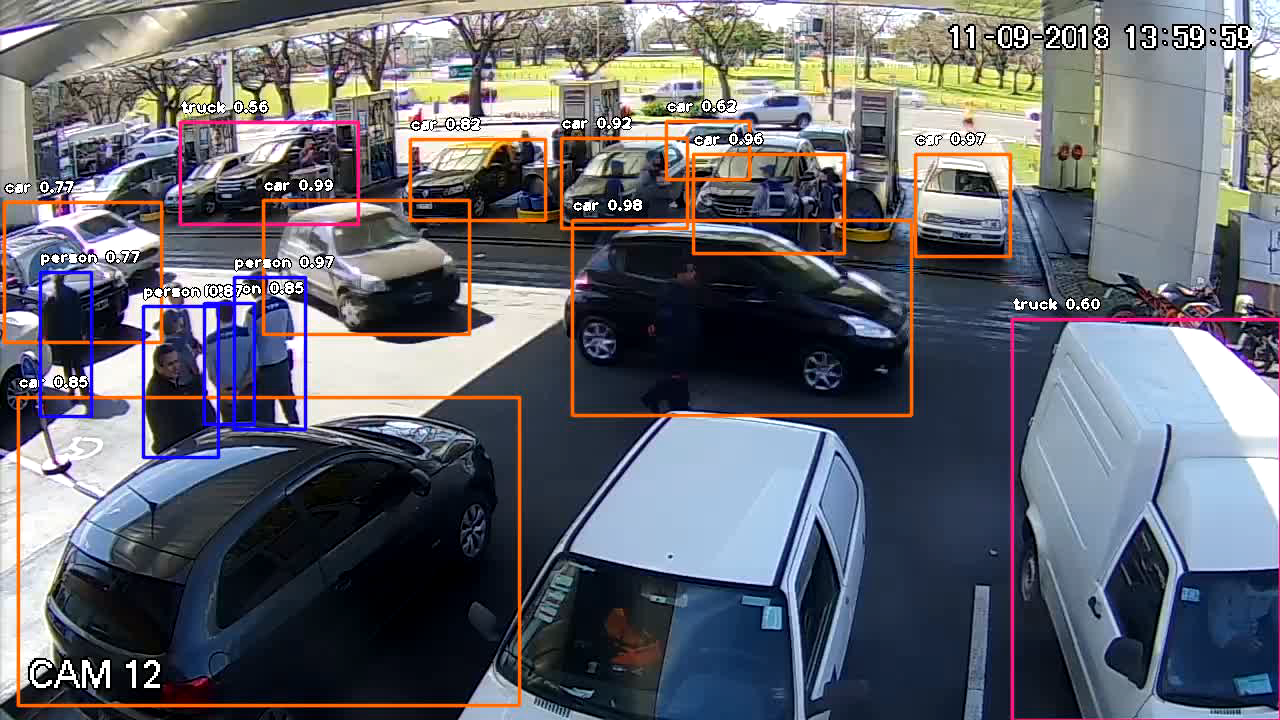 11-09-2018 13:59:59
truck 0.56
car 0.62
car 0.82
car 0.92
car 0.96
car 0.97
car 0.77
car 0.99
car 0.98
person 0.77
person 0.97
person 0.85
truck 0.60
car 0.85
CAM 12